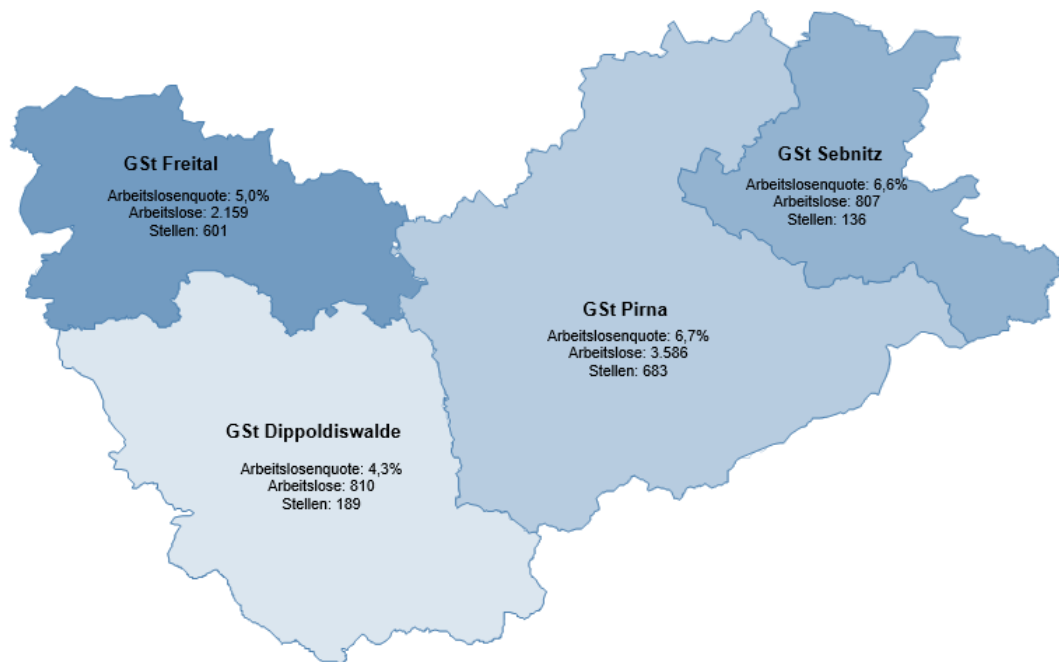 GSt Freital
Arbeitslosenquote: 5,0%
Arbeitslose: 2.159
Stellen: 601
GSt Sebnitz
Arbeitslosenquote: 6,6%
Arbeitslose: 807
Stellen: 136
GSt Pirna
Arbeitslosenquote: 6,7%
Arbeitslose: 3.586
Stellen: 683
GSt Dippoldiswalde
Arbeitslosenquote: 4,3%
Arbeitslose: 810
Stellen: 189